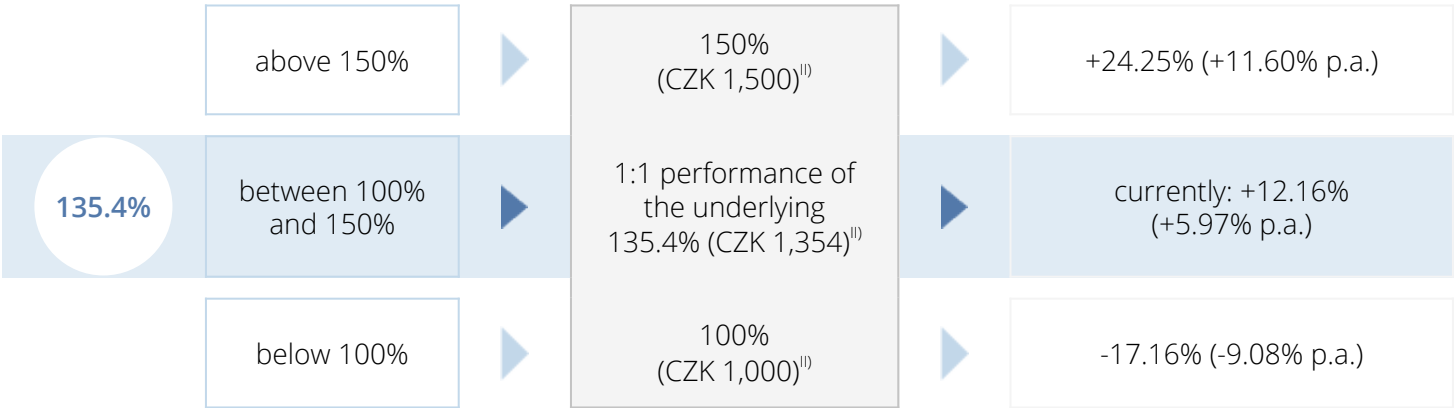 above 150%
150%
(CZK 1,500)II)
+24.25% (+11.60% p.a.)
135.4%
between 100%
and 150%
1:1 performance of
the underlying
135.4% (CZK 1,354)II)
currently: +12.16%
(+5.97% p.a.)
below 100%
100%
(CZK 1,000)II)
-17.16% (-9.08% p.a.)